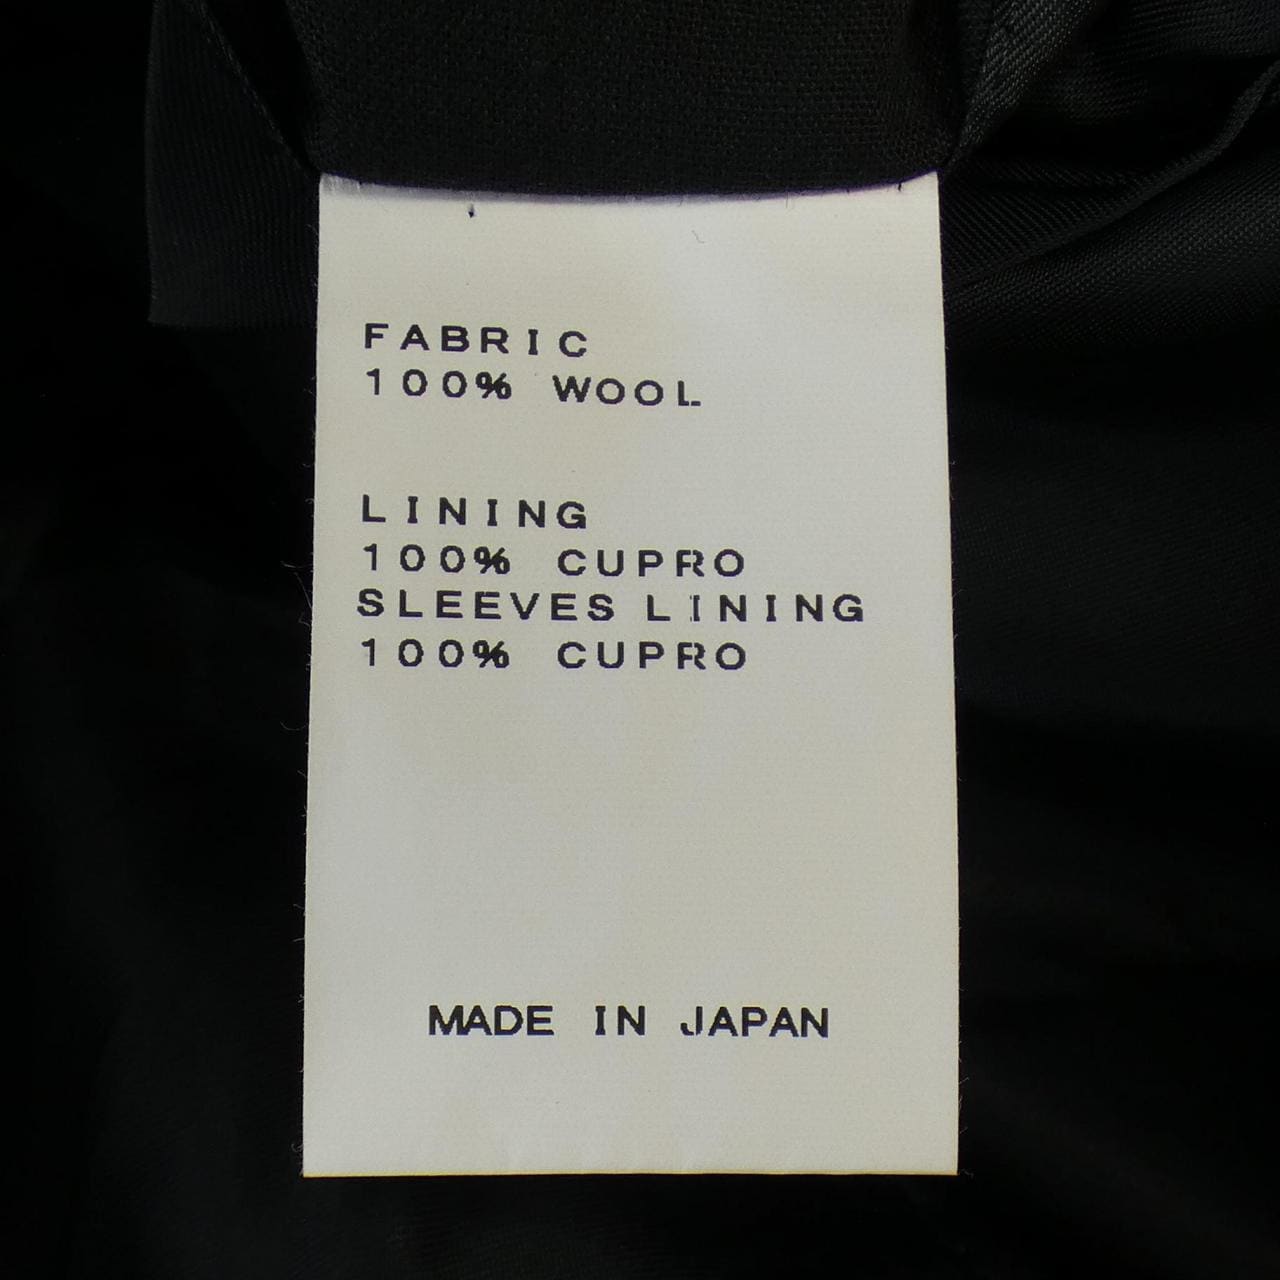 FABRIC
100% WOOL
LINING
100% CUPRO
SLEEVES LINING
100% CUPRO
MADE IN JAPAN